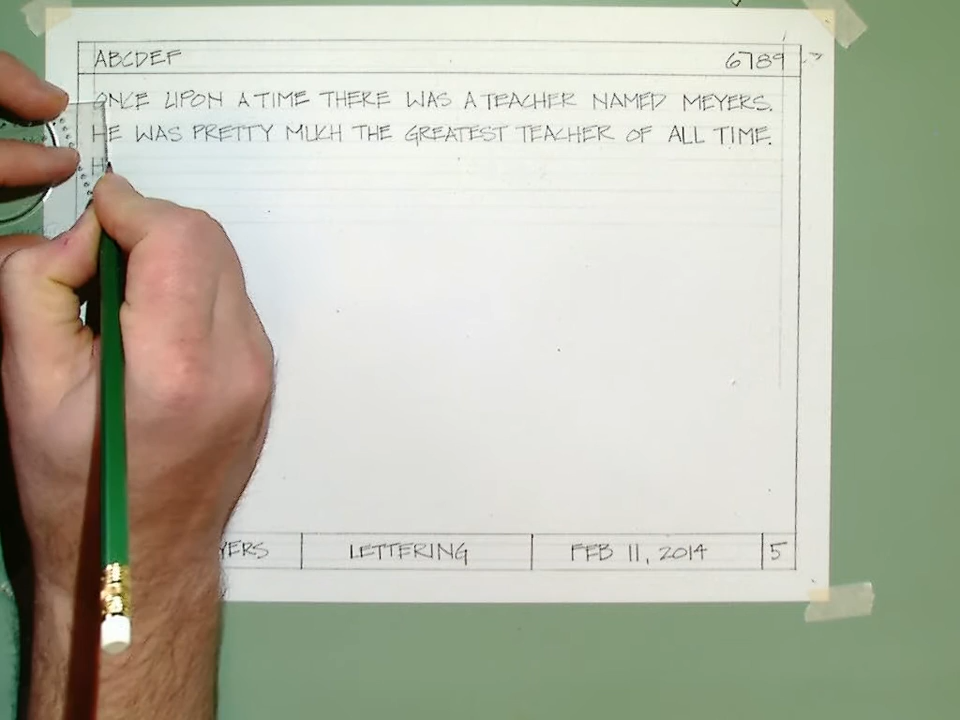 ABCDEF 6789
ONCE UPON A TIME THERE WAS A TEACHER NAMED MEYERS.
HE WAS PRETTY MUCH THE GREATEST TEACHER OF ALL TIME.
H
LETTERING FEB 11, 2014 5